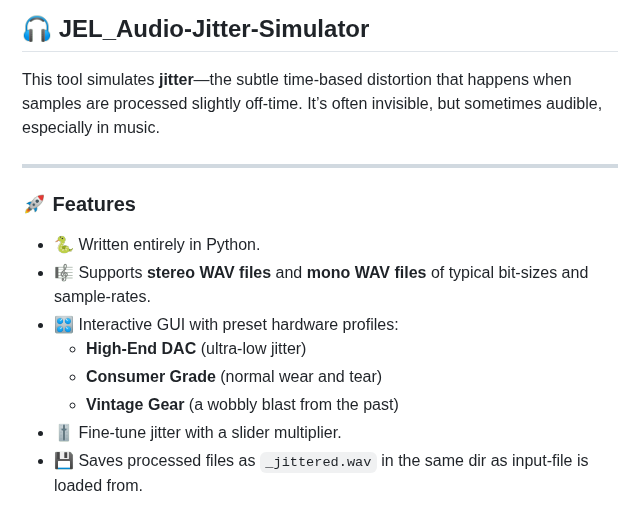 🎧 JEL_Audio-Jitter-Simulator
This tool simulates jitter—the subtle time-based distortion that happens when
samples are processed slightly off-time. It’s often invisible, but sometimes audible,
especially in music.
🚀 Features
• 🐍 Written entirely in Python.
• 🎼 Supports stereo WAV files and mono WAV files of typical bit-sizes and
sample-rates.
• 🎛️ Interactive GUI with preset hardware profiles:
◦ High-End DAC (ultra-low jitter)
◦ Consumer Grade (normal wear and tear)
◦ Vintage Gear (a wobbly blast from the past)
• 🎚️ Fine-tune jitter with a slider multiplier.
• 💾 Saves processed files as _jittered.wav in the same dir as input-file is
loaded from.